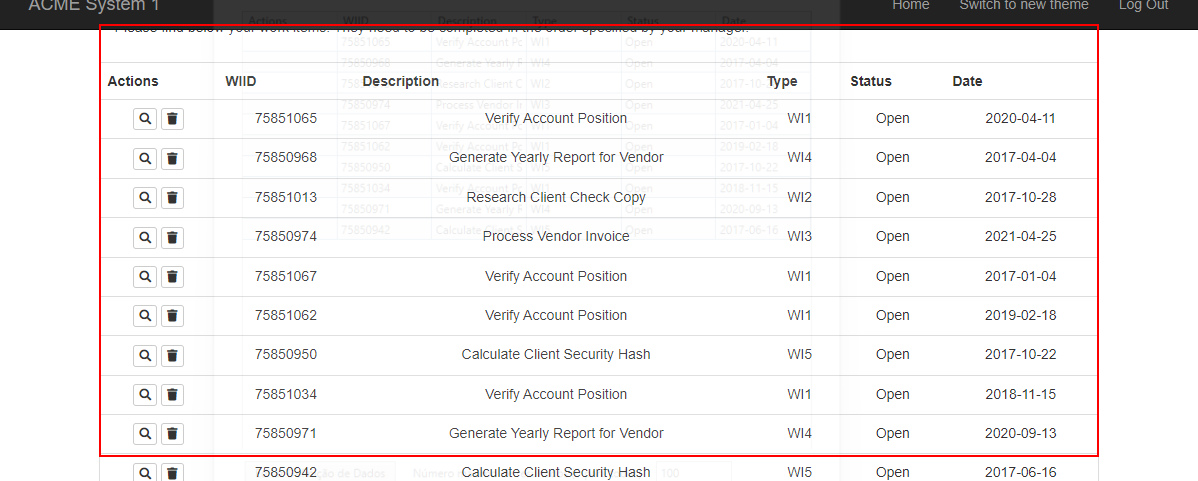 ACME System 1 Home Switch to new theme Log Out
Please find below your work items. They need to be completed in the order specified by your manager.
Actions WIID Description Type Status Date
75851065 Verify Account Position WI1 Open 2020-04-11
75850968 Generate Yearly Report for Vendor WI4 Open 2017-04-04
75851013 Research Client Check Copy WI2 Open 2017-10-28
75850974 Process Vendor Invoice WI3 Open 2021-04-25
75851067 Verify Account Position WI1 Open 2017-01-04
75851062 Verify Account Position WI1 Open 2019-02-18
75850950 Calculate Client Security Hash WI5 Open 2017-10-22
75851034 Verify Account Position WI1 Open 2018-11-15
75850971 Generate Yearly Report for Vendor WI4 Open 2020-09-13
75850942 Calculate Client Security Hash WI5 Open 2017-06-16